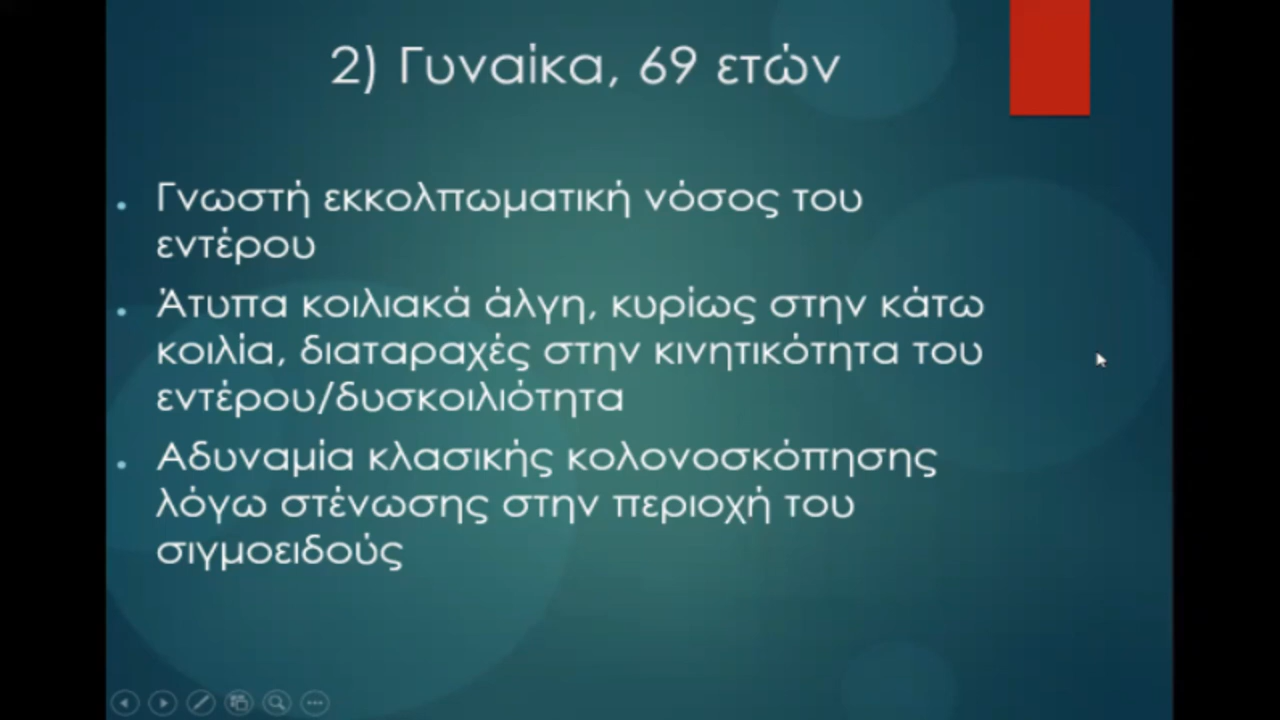 2) Γυναίκα, 69 ετών
Γνωστή εκκολπωματική νόσος του
εντέρου
Άτυπα κοιλιακά άλγη, κυρίως στην κάτω
κοιλία, διαταραχές στην κινητικότητα του
εντέρου/δυσκοιλιότητα
Αδυναμία κλασικής κολονοσκόπησης
λόγω στένωσης στην περιοχή του
σιγμοειδούς